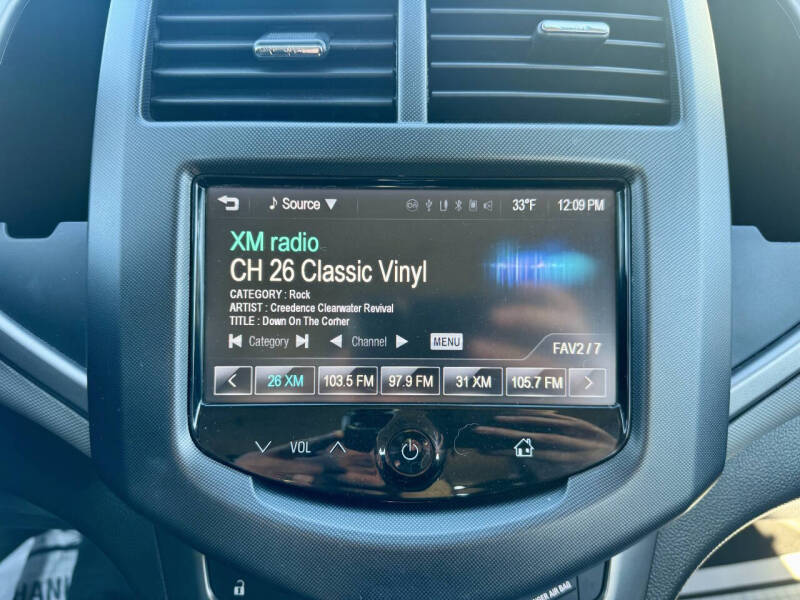 Source 33°F 12:09 PM
XM radio
CH 26 Classic Vinyl
CATEGORY : Rock
ARTIST : Creedence Clearwater Revival
TITLE : Down On The Corner
Category Channel MENU
FAV2 / 7
26 XM 103.5 FM 97.9 FM 31 XM 105.7 FM
VOL
AIR BAG